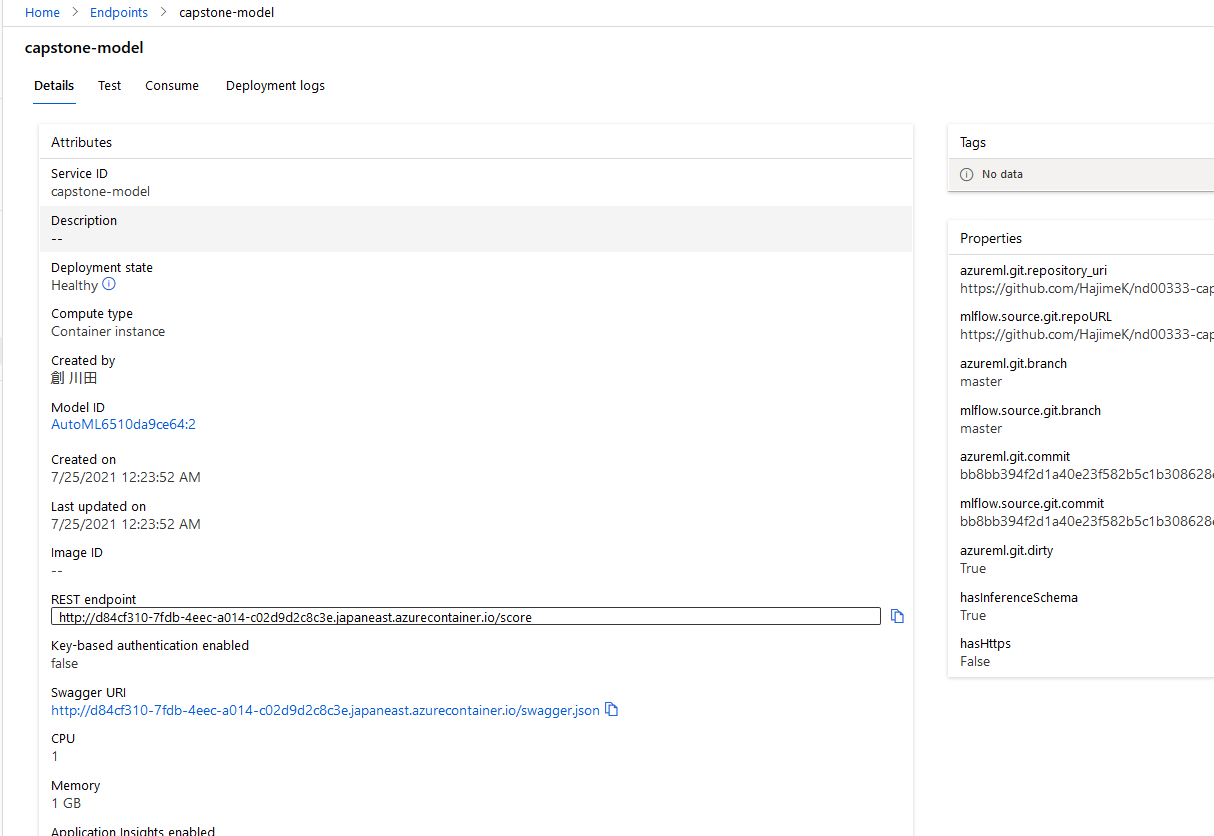 Home > Endpoints > capstone-model
capstone-model
Details Test Consume Deployment logs
Attributes
Service ID
capstone-model
Description
--
Deployment state
Healthy
Compute type
Container instance
Created by
創 川田
Model ID
AutoML6510da9ce64:2
Created on
7/25/2021 12:23:52 AM
Last updated on
7/25/2021 12:23:52 AM
Image ID
--
REST endpoint
http://d84cf310-7fdb-4eec-a014-c02d9d2c8c3e.japaneast.azurecontainer.io/score
Key-based authentication enabled
false
Swagger URI
http://d84cf310-7fdb-4eec-a014-c02d9d2c8c3e.japaneast.azurecontainer.io/swagger.json
CPU
1
Memory
1 GB
Application Insights enabled
Tags
No data
Properties
azureml.git.repository_uri
https://github.com/HajimeK/nd00333-cap
mlflow.source.git.repoURL
https://github.com/HajimeK/nd00333-cap
azureml.git.branch
master
mlflow.source.git.branch
master
azureml.git.commit
bb8bb394f2d1a40e23f582b5c1b308628
mlflow.source.git.commit
bb8bb394f2d1a40e23f582b5c1b308628
azureml.git.dirty
True
hasInferenceSchema
True
hasHttps
False